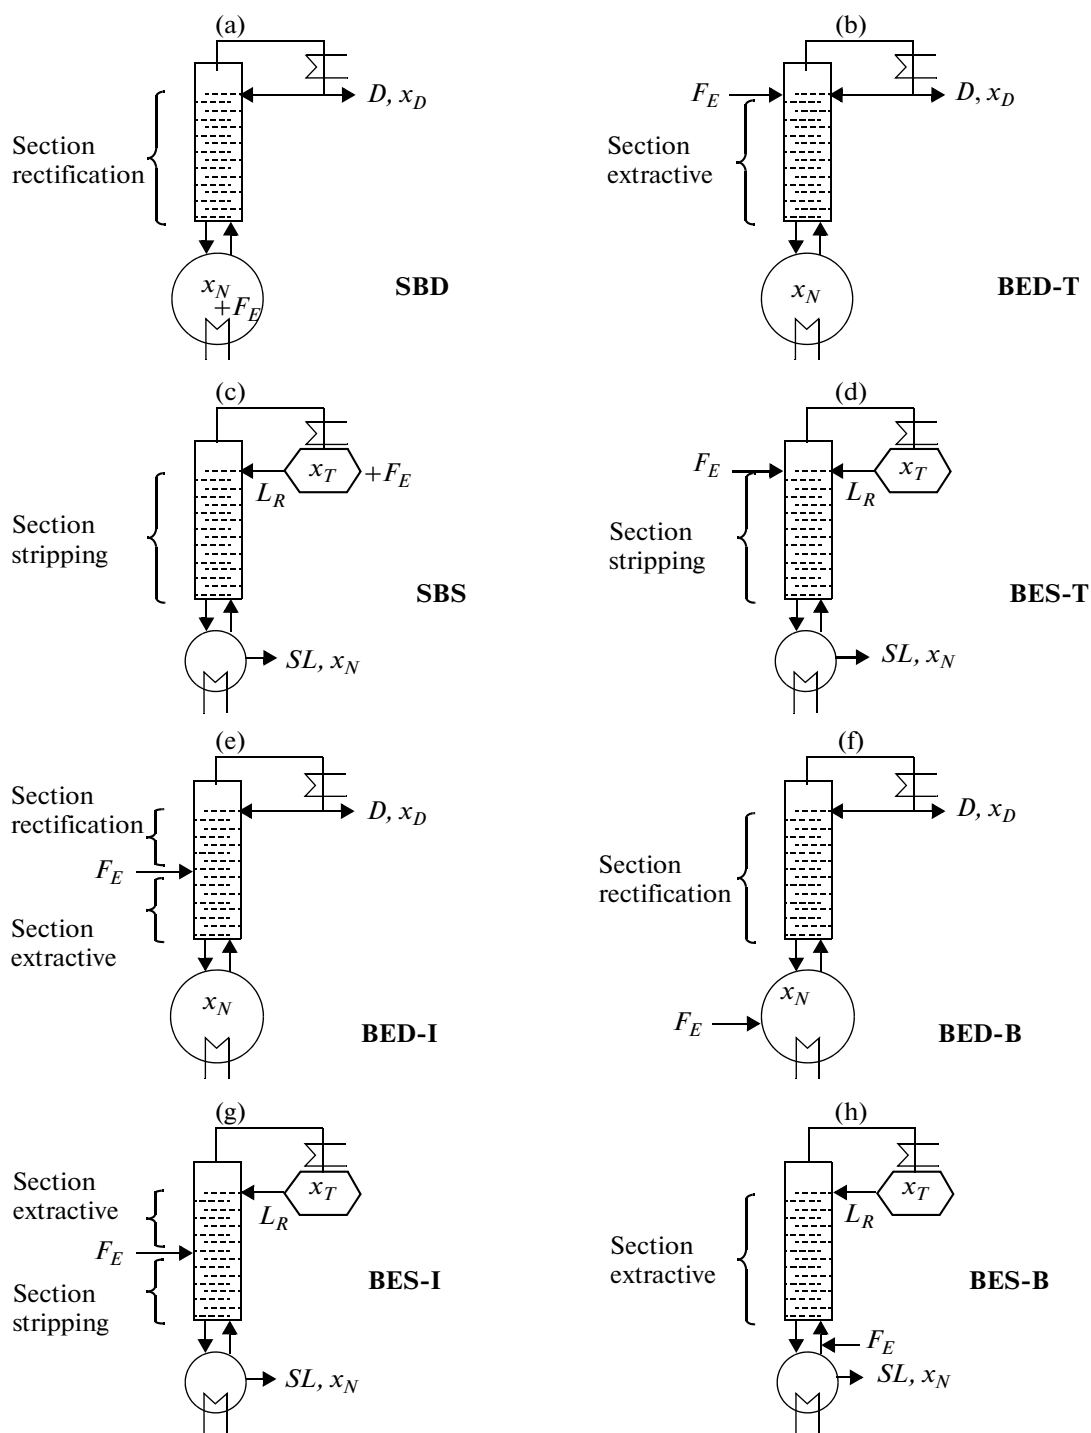 (a)
D, x_D
Section
rectification
x_N
+F_E
SBD
(b)
F_E
D, x_D
Section
extractive
x_N
BED-T
(c)
x_T
+F_E
L_R
Section
stripping
SL, x_N
SBS
(d)
F_E
x_T
L_R
Section
stripping
SL, x_N
BES-T
(e)
Section
rectification
D, x_D
F_E
Section
extractive
x_N
BED-I
(f)
D, x_D
Section
rectification
x_N
F_E
BED-B
(g)
Section
extractive
x_T
L_R
F_E
Section
stripping
BES-I
SL, x_N
(h)
x_T
L_R
Section
extractive
BES-B
F_E
SL, x_N